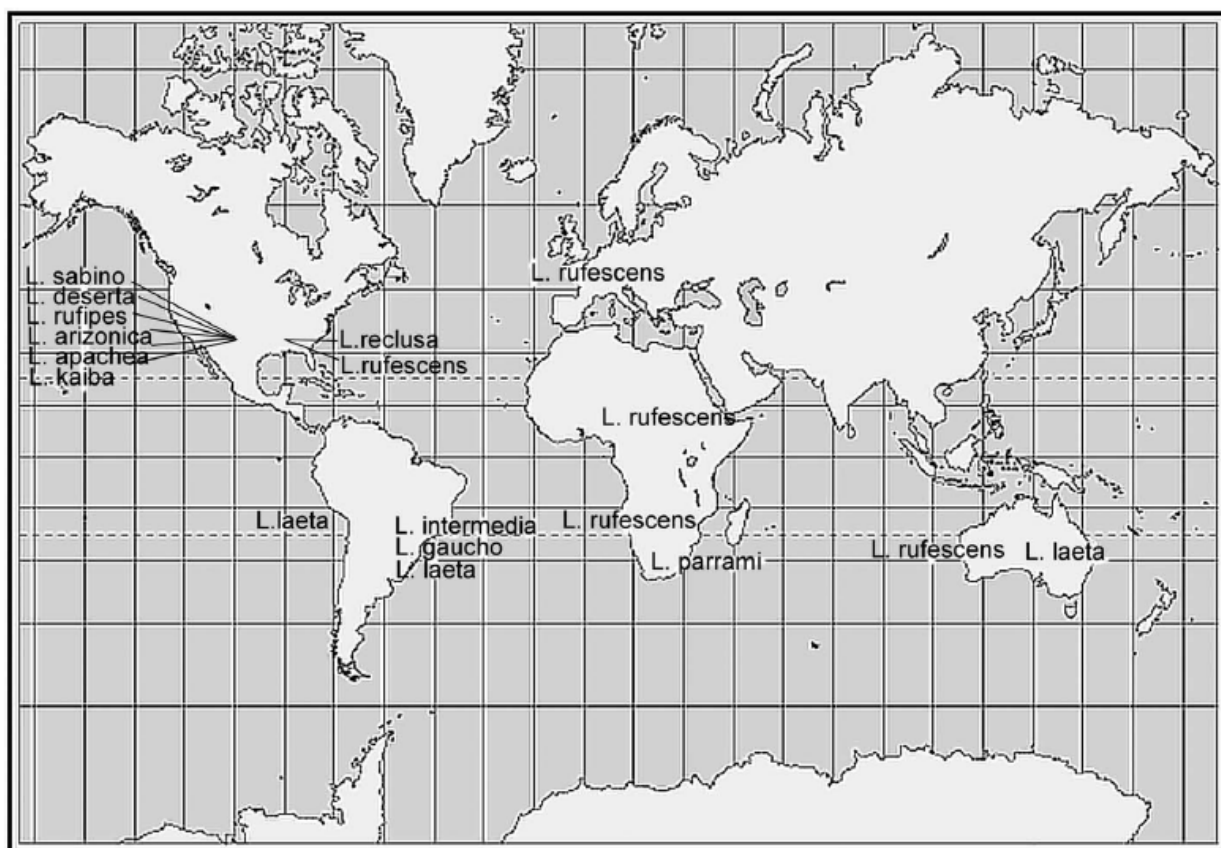 L. rufescens
L. sabino
L. deserta
L. rufipes
L. arizonica
L. apachea
L. kaiba
L.reclusa
L.rufescens
L. rufescens
L.laeta
L. intermedia
L. gaucho
L. laeta
L. rufescens
L. parrami
L. rufescens
L. laeta